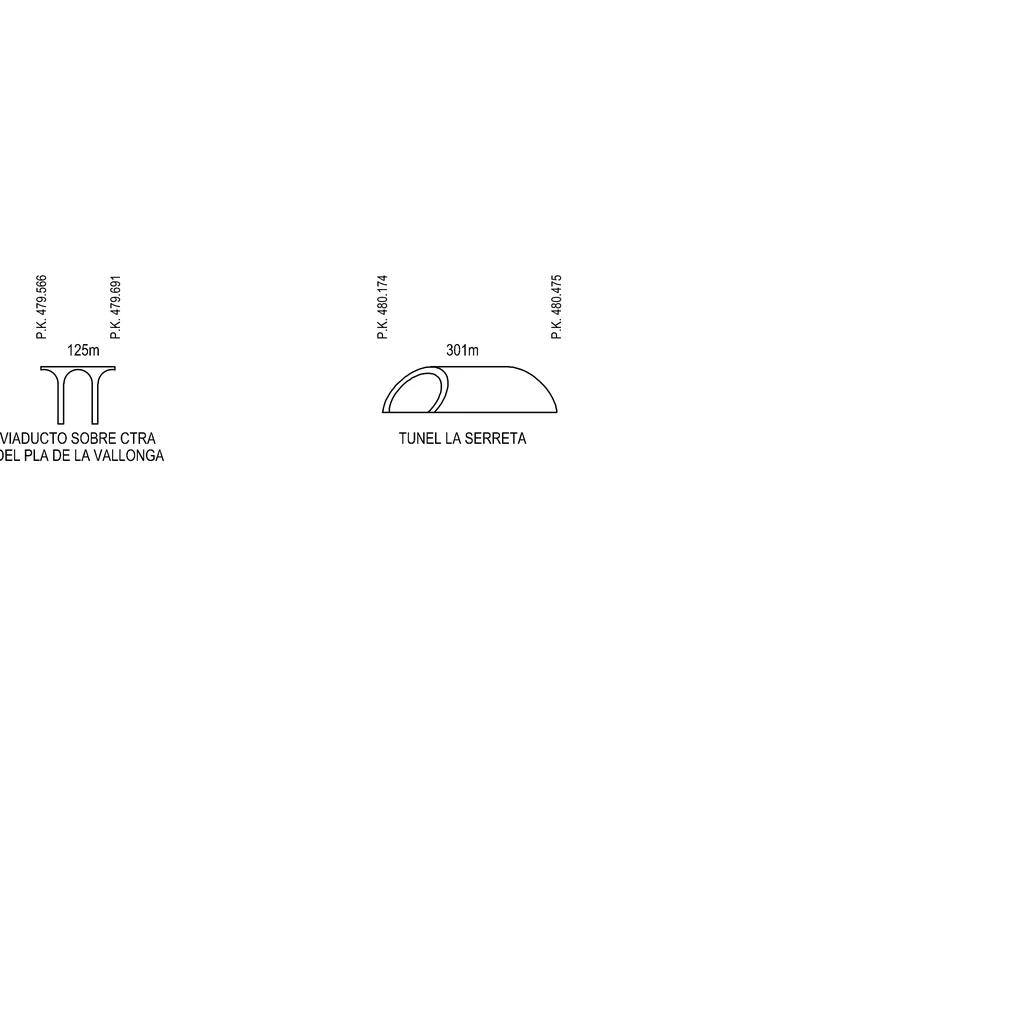 P.K. 479.566
P.K. 479.691
125m
VIADUCTO SOBRE CTRA
DEL PLA DE LA VALLONGA
P.K. 480.174
P.K. 480.475
301m
TUNEL LA SERRETA